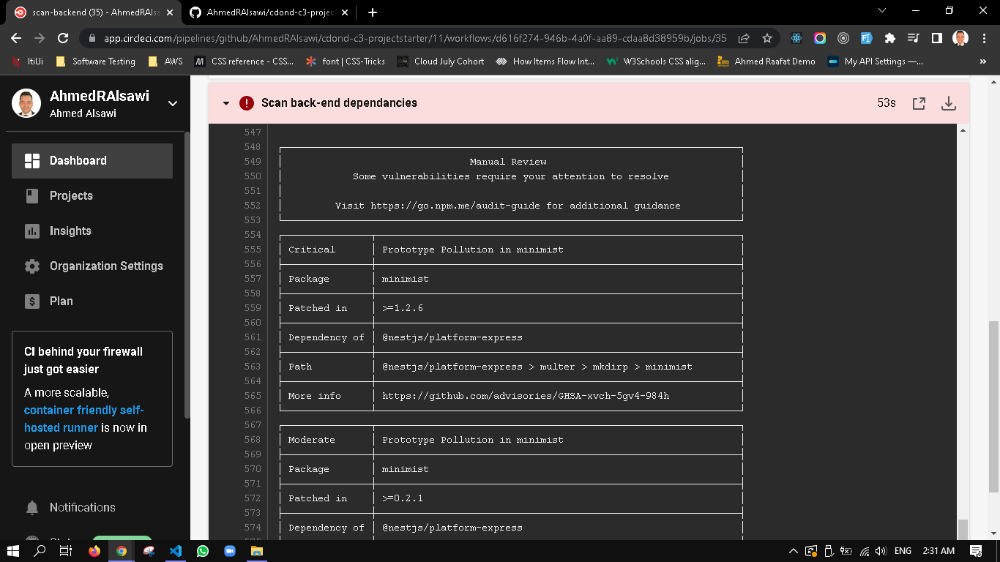 scan-backend (35) - AhmedRAlsa
AhmedRAlsawi/cdond-c3-project
app.circleci.com/pipelines/github/AhmedRAlsawi/cdond-c3-projectstarter/11/workflows/d616f274-946b-4a0f-aa89-cdaa8d38959b/jobs/35
ItiUi
Software Testing
AWS
CSS reference - CSS...
font | CSS-Tricks
Cloud July Cohort
How Items Flow Int...
W3Schools CSS alig...
Ahmed Raafat Demo
My API Settings —...
»
AhmedRAlsawi
Ahmed Alsawi
Dashboard
Projects
Insights
Organization Settings
Plan
CI behind your firewall
just got easier
A more scalable,
container friendly self-
hosted runner is now in
open preview
Notifications
Scan back-end dependancies
53s
547
548
549 Manual Review
550 Some vulnerabilities require your attention to resolve
551
552 Visit https://go.npm.me/audit-guide for additional guidance
553
554
555 Critical Prototype Pollution in minimist
556
557 Package minimist
558
559 Patched in >=1.2.6
560
561 Dependency of @nestjs/platform-express
562
563 Path @nestjs/platform-express > multer > mkdirp > minimist
564
565 More info https://github.com/advisories/GHSA-xvch-5gv4-984h
566
567
568 Moderate Prototype Pollution in minimist
569
570 Package minimist
571
572 Patched in >=0.2.1
573
574 Dependency of @nestjs/platform-express
ENG
2:31 AM